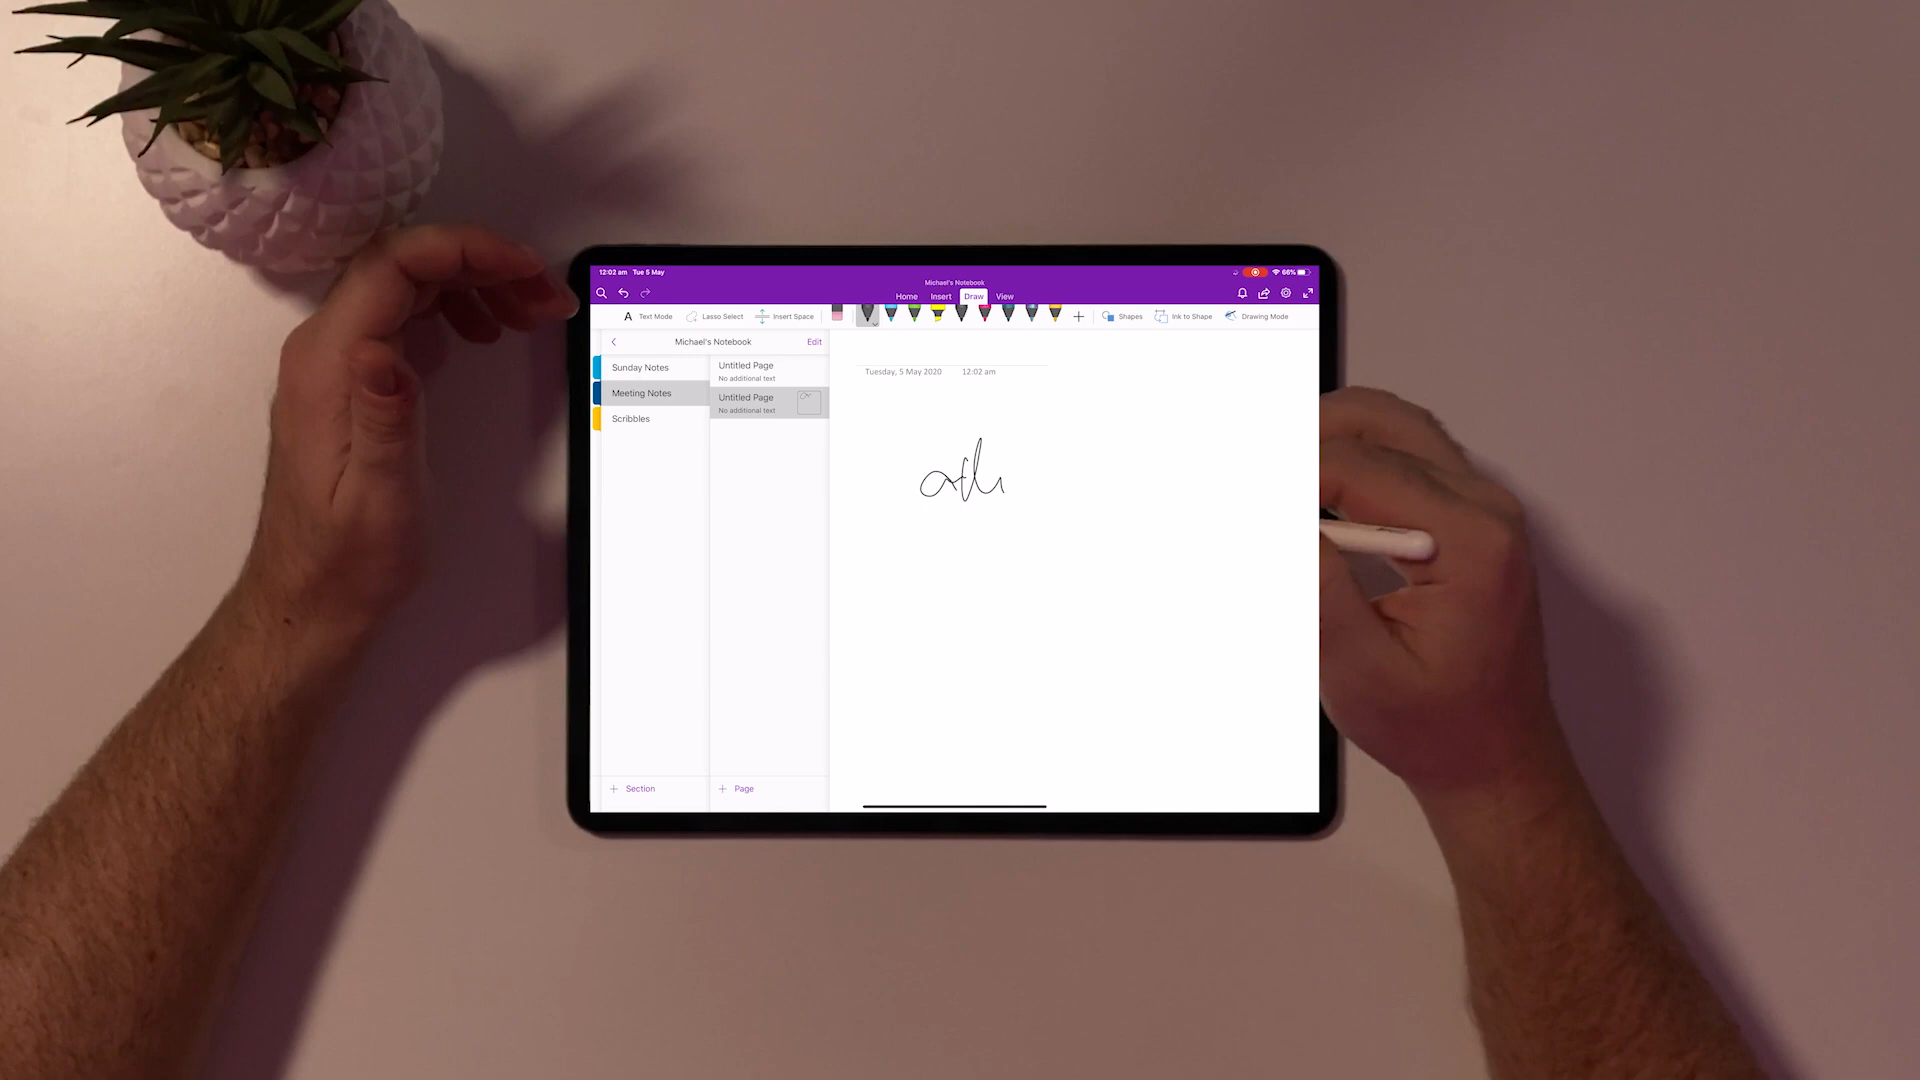 12:02 am Tue 5 May
66%
Michael's Notebook
Home Insert Draw View
A Text Mode Lasso Select Insert Space + Shapes Ink to Shape Drawing Mode
Michael's Notebook Edit
Sunday Notes
Meeting Notes
Scribbles
Untitled Page
No additional text
Untitled Page
No additional text
+ Section
+ Page
Tuesday, 5 May 2020 12:02 am